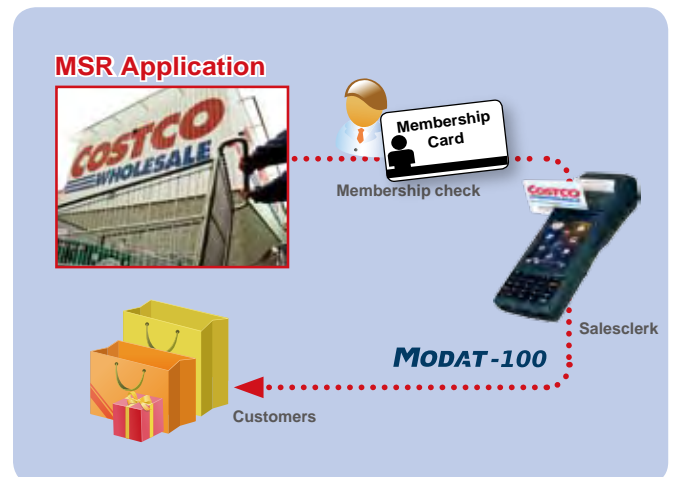 MSR Application
COSTCO
WHOLESALE
Membership
Card
Membership check
COSTCO
Salesclerk
MODAT-100
Customers